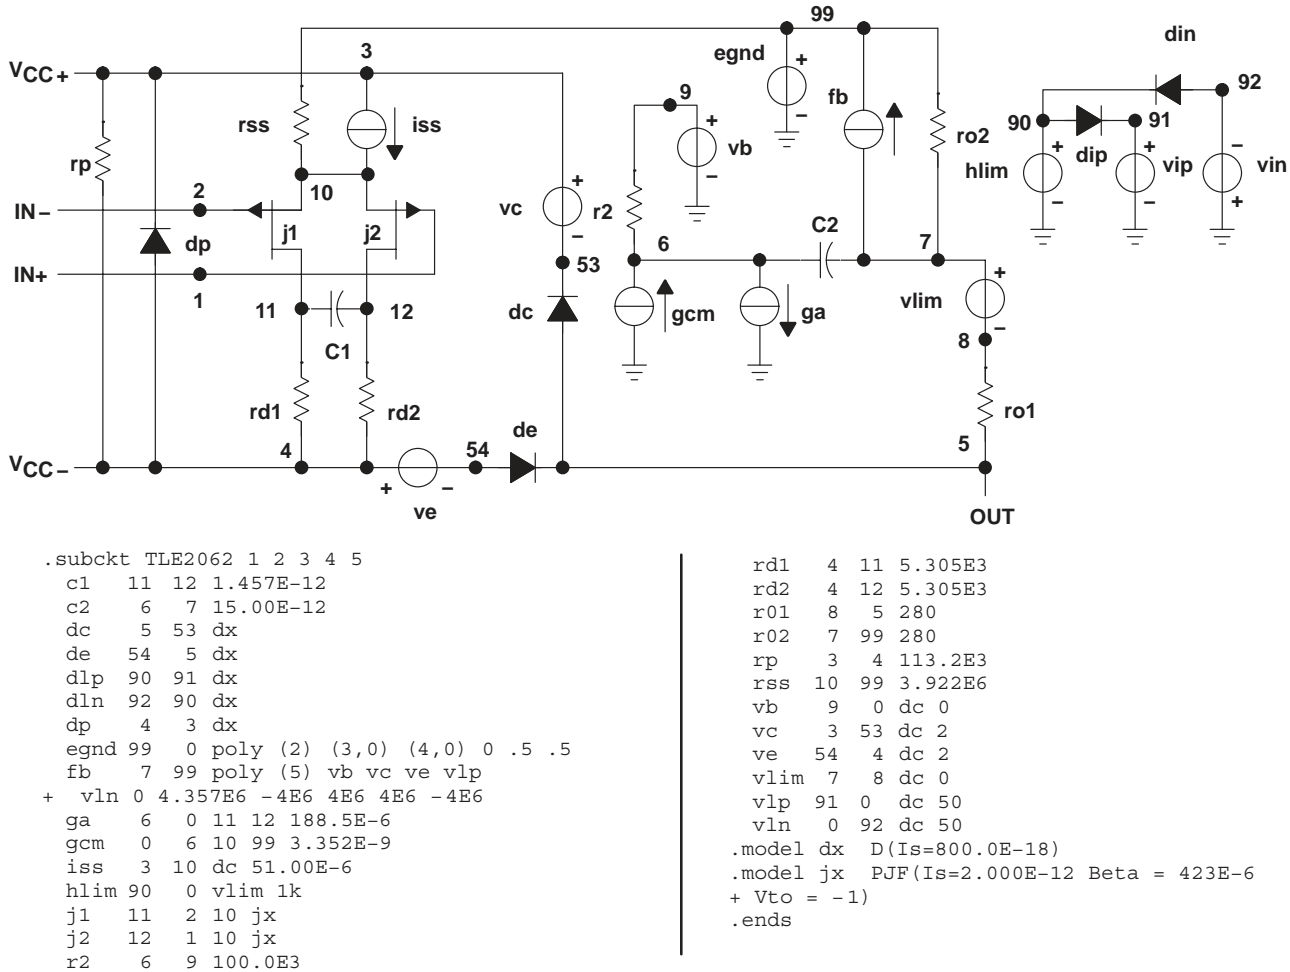 99
din
3
egnd
VCC+
9
92
fb
rss
iss
ro2
90
91
vb
rp
dip
hlim
vip
vin
2
10
vc
r2
C2
IN−
j1
j2
6
7
dp
53
IN+
1
vlim
11
12
dc
gcm
ga
8
C1
rd1
rd2
ro1
de
4
54
5
VCC−
ve
OUT
.subckt TLE2062 1 2 3 4 5
c1 11 12 1.457E−12
c2 6 7 15.00E−12
dc 5 53 dx
de 54 5 dx
dlp 90 91 dx
dln 92 90 dx
dp 4 3 dx
egnd 99 0 poly (2) (3,0) (4,0) 0 .5 .5
fb 7 99 poly (5) vb vc ve vlp
+ vln 0 4.357E6 −4E6 4E6 4E6 −4E6
ga 6 0 11 12 188.5E−6
gcm 0 6 10 99 3.352E−9
iss 3 10 dc 51.00E−6
hlim 90 0 vlim 1k
j1 11 2 10 jx
j2 12 1 10 jx
r2 6 9 100.0E3
rd1 4 11 5.305E3
rd2 4 12 5.305E3
r01 8 5 280
r02 7 99 280
rp 3 4 113.2E3
rss 10 99 3.922E6
vb 9 0 dc 0
vc 3 53 dc 2
ve 54 4 dc 2
vlim 7 8 dc 0
vlp 91 0 dc 50
vln 0 92 dc 50
.model dx D(Is=800.0E−18)
.model jx PJF(Is=2.000E−12 Beta = 423E−6
+ Vto = −1)
.ends